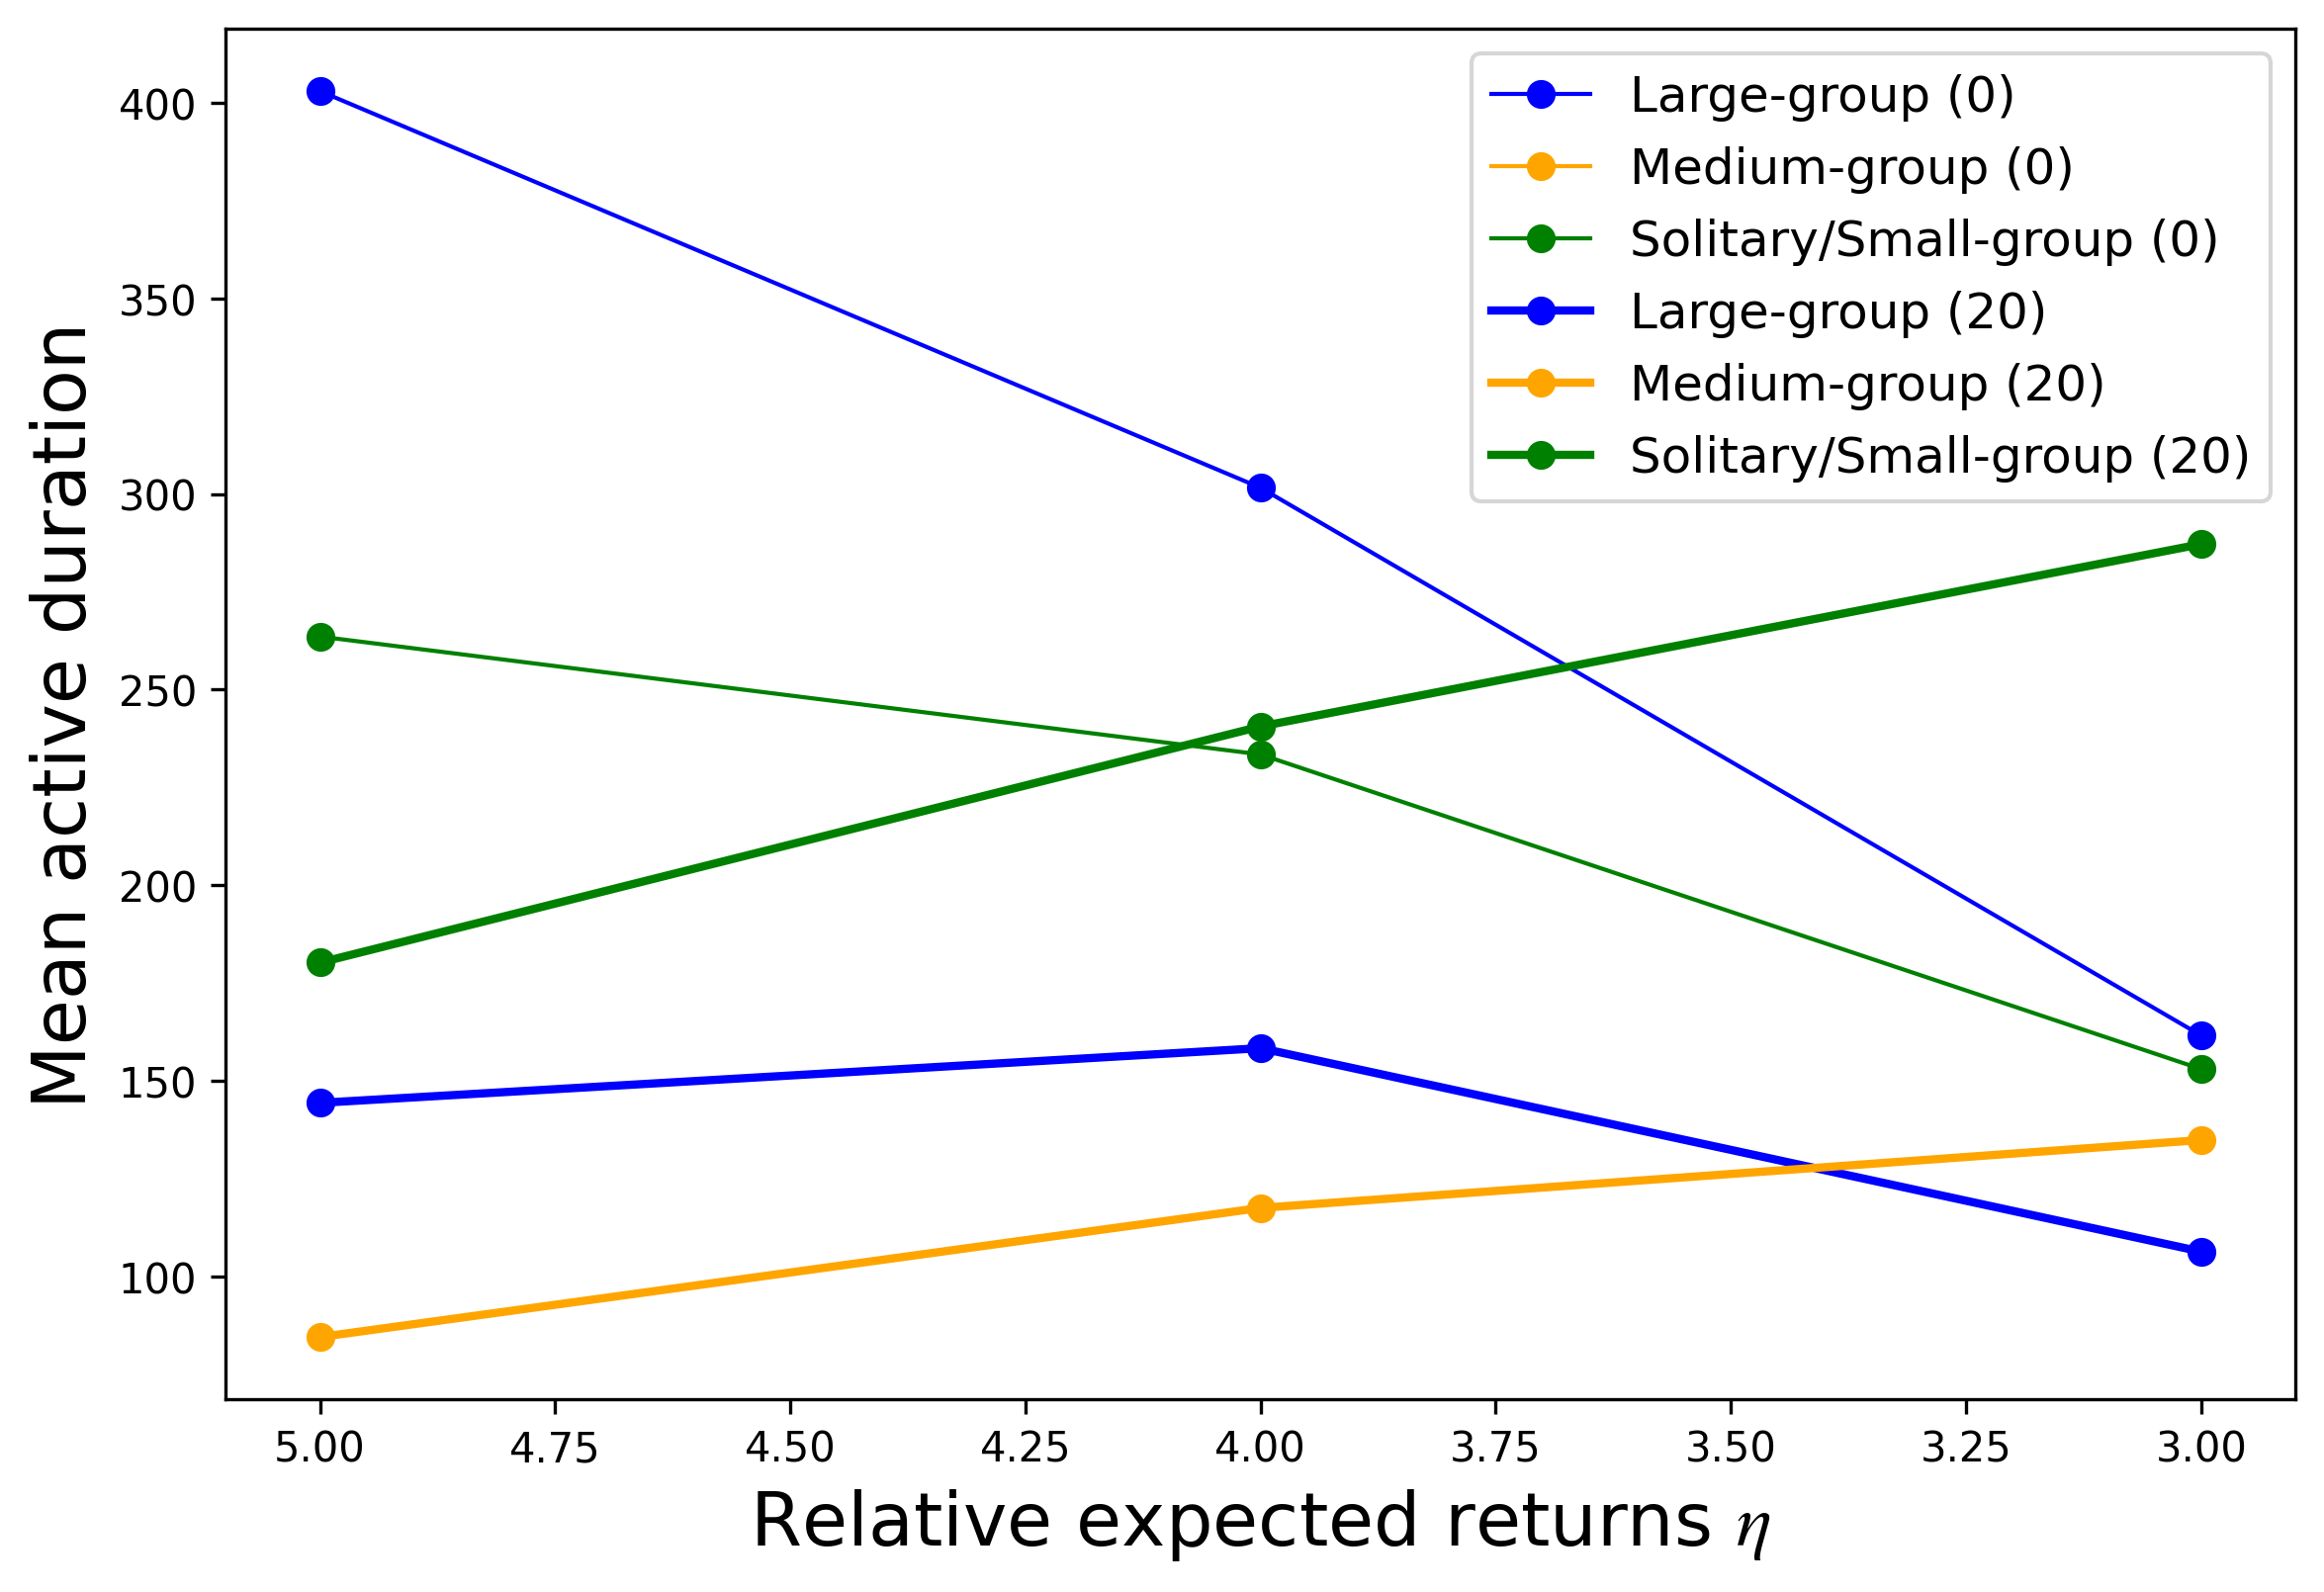 Large-group (0)
Medium-group (0)
Solitary/Small-group (0)
Large-group (20)
Medium-group (20)
Solitary/Small-group (20)
Mean active duration
400
350
300
250
200
150
100
5.00 4.75 4.50 4.25 4.00 3.75 3.50 3.25 3.00
Relative expected returns η